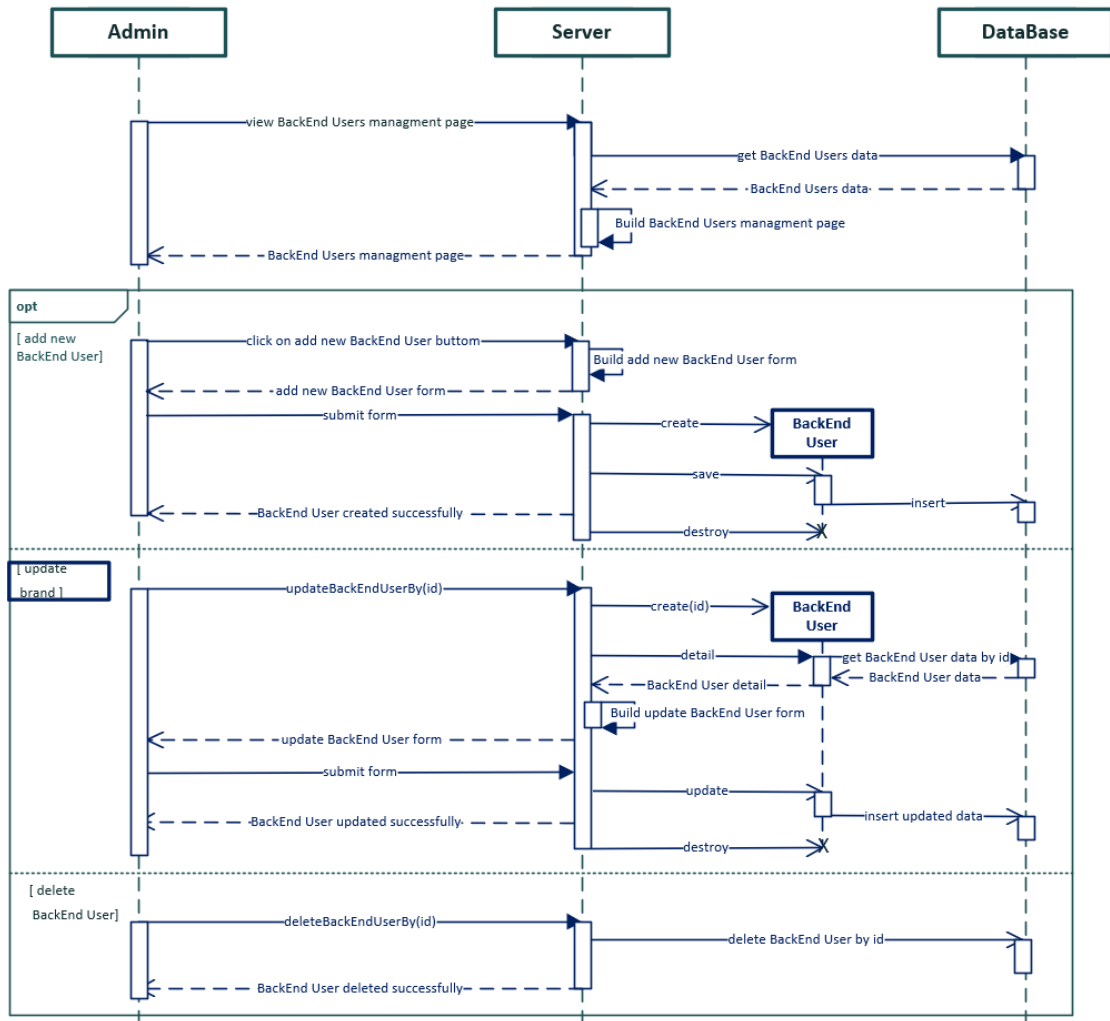 Admin
Server
DataBase
view BackEnd Users managment page
get BackEnd Users data
BackEnd Users data
Build BackEnd Users managment page
BackEnd Users managment page
opt
[ add new
BackEnd User]
click on add new BackEnd User buttom
Build add new BackEnd User form
add new BackEnd User form
submit form
create
BackEnd
User
save
insert
BackEnd User created successfully
destroy
X
[ update
brand ]
updateBackEndUserBy(id)
create(id)
BackEnd
User
detail
get BackEnd User data by id
BackEnd User data
BackEnd User detail
Build update BackEnd User form
update BackEnd User form
submit form
update
insert updated data
BackEnd User updated successfully
destroy
X
[ delete
BackEnd User]
deleteBackEndUserBy(id)
delete BackEnd User by id
BackEnd User deleted successfully